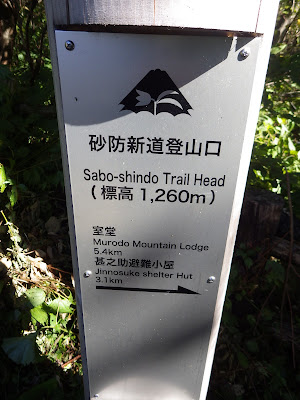 砂防新道登山口
Sabo-shindo Trail Head
(標高 1,260m)
室堂
Murodo Mountain Lodge
5.4km
甚之助避難小屋
Jinnosuke shelter Hut
3.1km